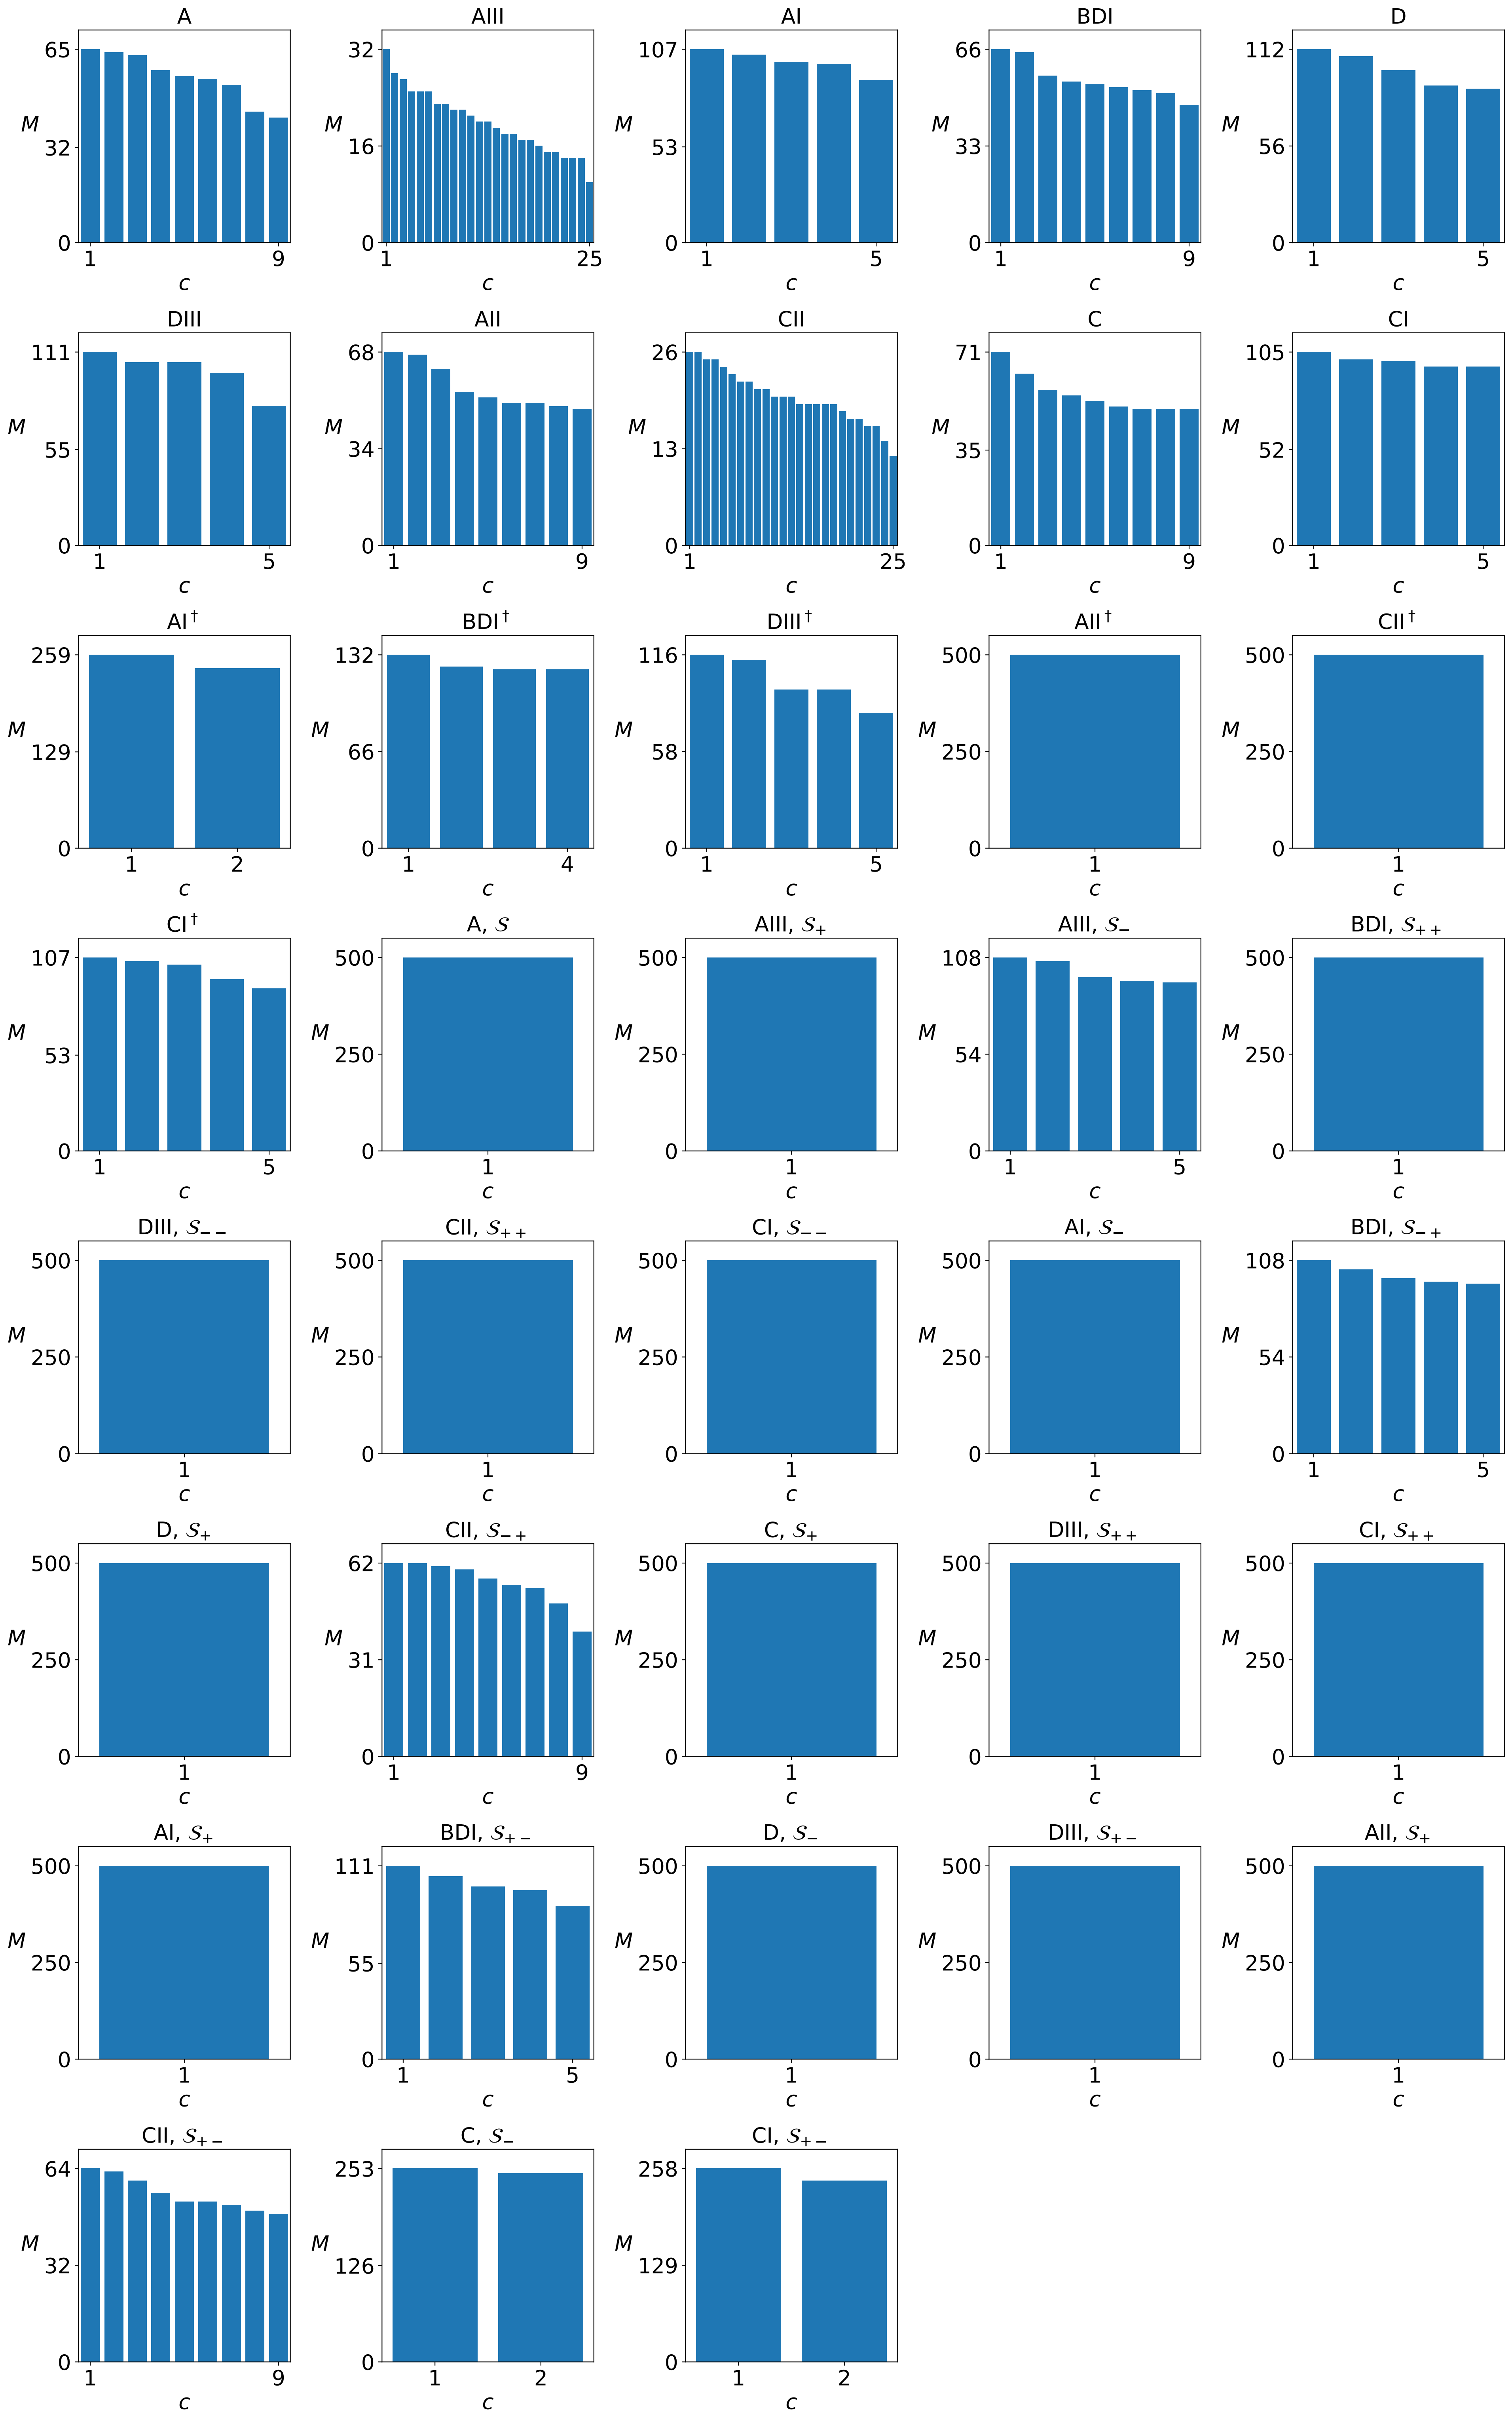 A AIII AI BDI D
65 32 107 66 112
M M M M M
32 16 53 33 56
0 0 0 0 0
1 9 1 25 1 5 1 9 1 5
c c c c c
DIII AII CII C CI
111 68 26 71 105
M M M M M
55 34 13 35 52
0 0 0 0 0
1 5 1 9 1 25 1 9 1 5
c c c c c
AI† BDI† DIII† AII† CII†
259 132 116 500 500
M M M M M
129 66 58 250 250
0 0 0 0 0
1 2 1 4 1 5 1 1
c c c c c
CI† A, 𝒮 AIII, 𝒮₊ AIII, 𝒮₋ BDI, 𝒮₊₊
107 500 500 108 500
M M M M M
53 250 250 54 250
0 0 0 0 0
1 5 1 1 1 5 1
c c c c c
DIII, 𝒮₋₋ CII, 𝒮₊₊ CI, 𝒮₋₋ AI, 𝒮₋ BDI, 𝒮₋₊
500 500 500 500 108
M M M M M
250 250 250 250 54
0 0 0 0 0
1 1 1 1 1 5
c c c c c
D, 𝒮₊ CII, 𝒮₋₊ C, 𝒮₊ DIII, 𝒮₊₊ CI, 𝒮₊₊
500 62 500 500 500
M M M M M
250 31 250 250 250
0 0 0 0 0
1 1 9 1 1 1
c c c c c
AI, 𝒮₊ BDI, 𝒮₊₋ D, 𝒮₋ DIII, 𝒮₊₋ AII, 𝒮₊
500 111 500 500 500
M M M M M
250 55 250 250 250
0 0 0 0 0
1 1 5 1 1 1
c c c c c
CII, 𝒮₊₋ C, 𝒮₋ CI, 𝒮₊₋
64 253 258
M M M
32 126 129
0 0 0
1 9 1 2 1 2
c c c